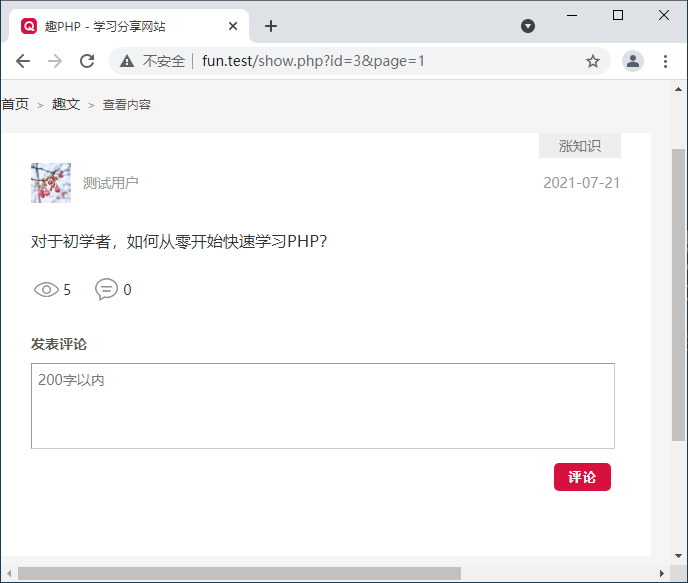 趣PHP - 学习分享网站
不安全 fun.test/show.php?id=3&page=1
首页 > 趣文 > 查看内容
涨知识
测试用户 2021-07-21
对于初学者，如何从零开始快速学习PHP？
5 0
发表评论
200字以内
评论